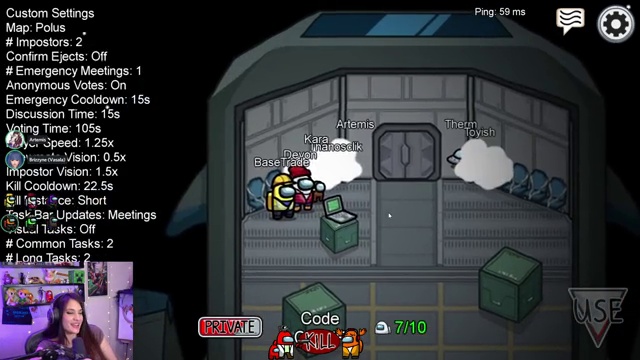 Custom Settings
Map: Polus
# Impostors: 2
Confirm Ejects: Off
# Emergency Meetings: 1
Anonymous Votes: On
Emergency Cooldown: 15s
Discussion Time: 15s
Voting Time: 105s
Speed: 1.25x
Vision: 0.5x
Impostor Vision: 1.5x
Kill Cooldown: 22.5s
Short
Task Bar Updates: Meetings
Visual Tasks: Off
# Common Tasks: 2
# Long Tasks: 2
Ping: 59 ms
Artemis
Therm
Toyish
Kara
Thanosclk
Devon
BaseTrade
USE
PRIVATE
Code
KILL
7/10